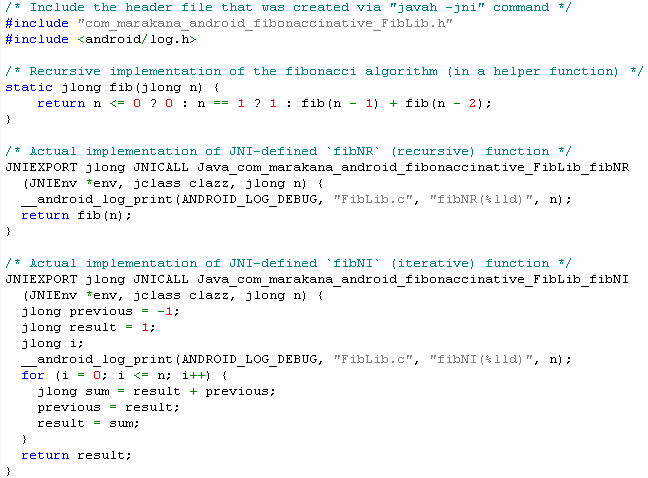 /* Include the header file that was created via "javah -jni" command */
#include "com_marakana_android_fibonaccinative_FibLib.h"
#include <android/log.h>

/* Recursive implementation of the fibonacci algorithm (in a helper function) */
static jlong fib(jlong n) {
    return n <= 0 ? 0 : n == 1 ? 1 : fib(n - 1) + fib(n - 2);
}

/* Actual implementation of JNI-defined `fibNR` (recursive) function */
JNIEXPORT jlong JNICALL Java_com_marakana_android_fibonaccinative_FibLib_fibNR
  (JNIEnv *env, jclass clazz, jlong n) {
  __android_log_print(ANDROID_LOG_DEBUG, "FibLib.c", "fibNR(%lld)", n);
  return fib(n);
}

/* Actual implementation of JNI-defined `fibNI` (iterative) function */
JNIEXPORT jlong JNICALL Java_com_marakana_android_fibonaccinative_FibLib_fibNI
  (JNIEnv *env, jclass clazz, jlong n) {
  jlong previous = -1;
  jlong result = 1;
  jlong i;
  __android_log_print(ANDROID_LOG_DEBUG, "FibLib.c", "fibNI(%lld)", n);
  for (i = 0; i <= n; i++) {
    jlong sum = result + previous;
    previous = result;
    result = sum;
  }
  return result;
}